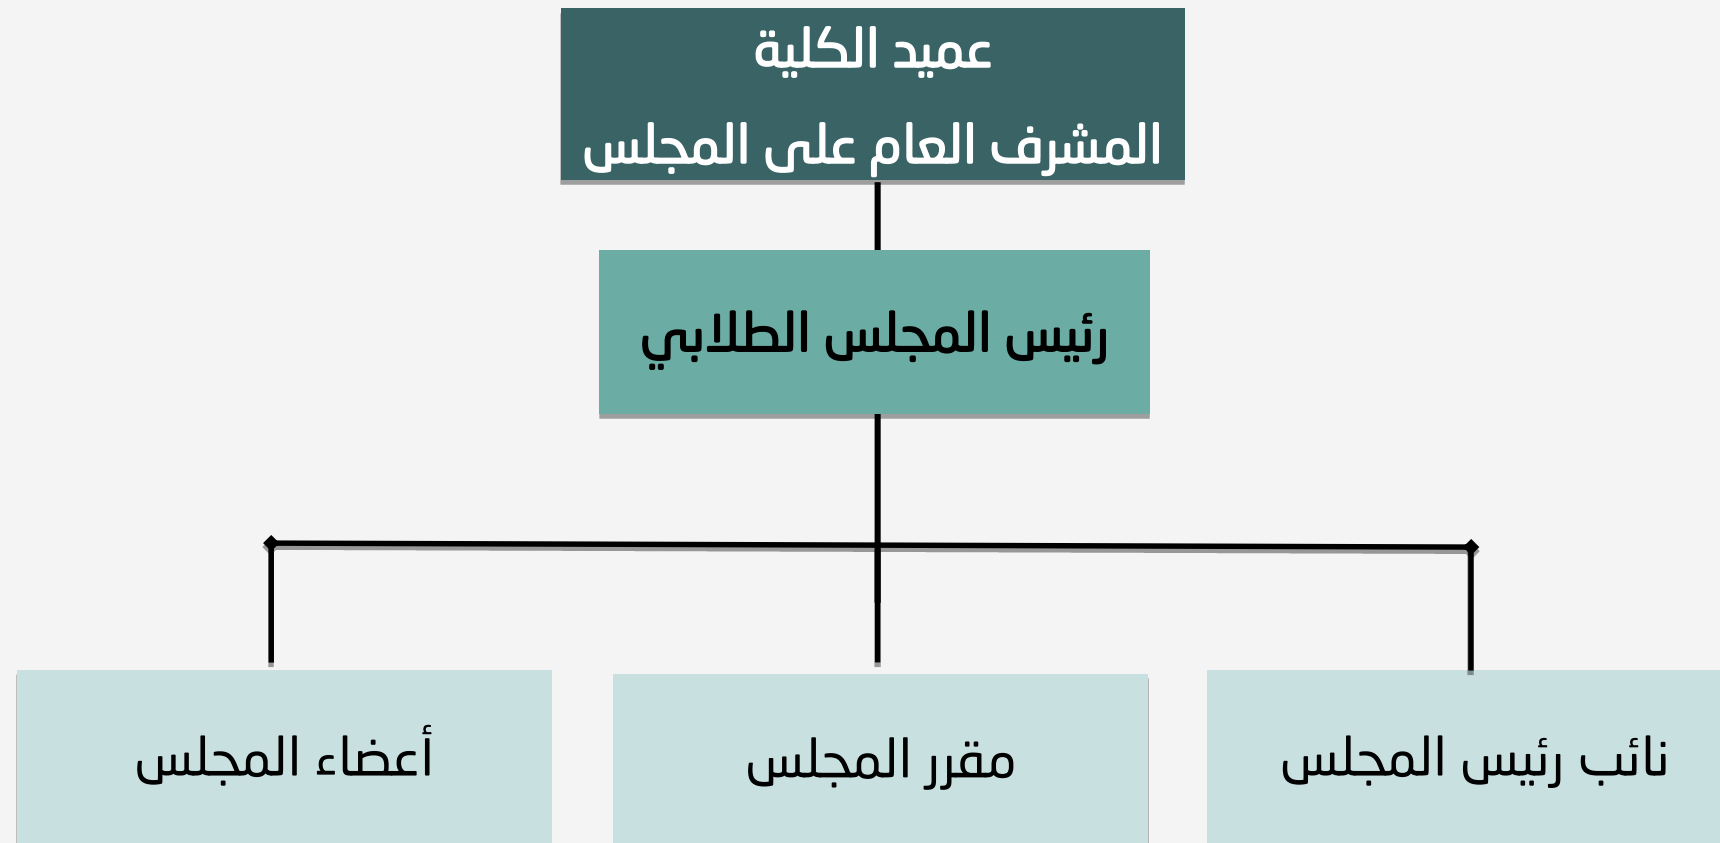 عميد الكلية
المشرف العام على المجلس
رئيس المجلس الطلابي
نائب رئيس المجلس
مقرر المجلس
أعضاء المجلس